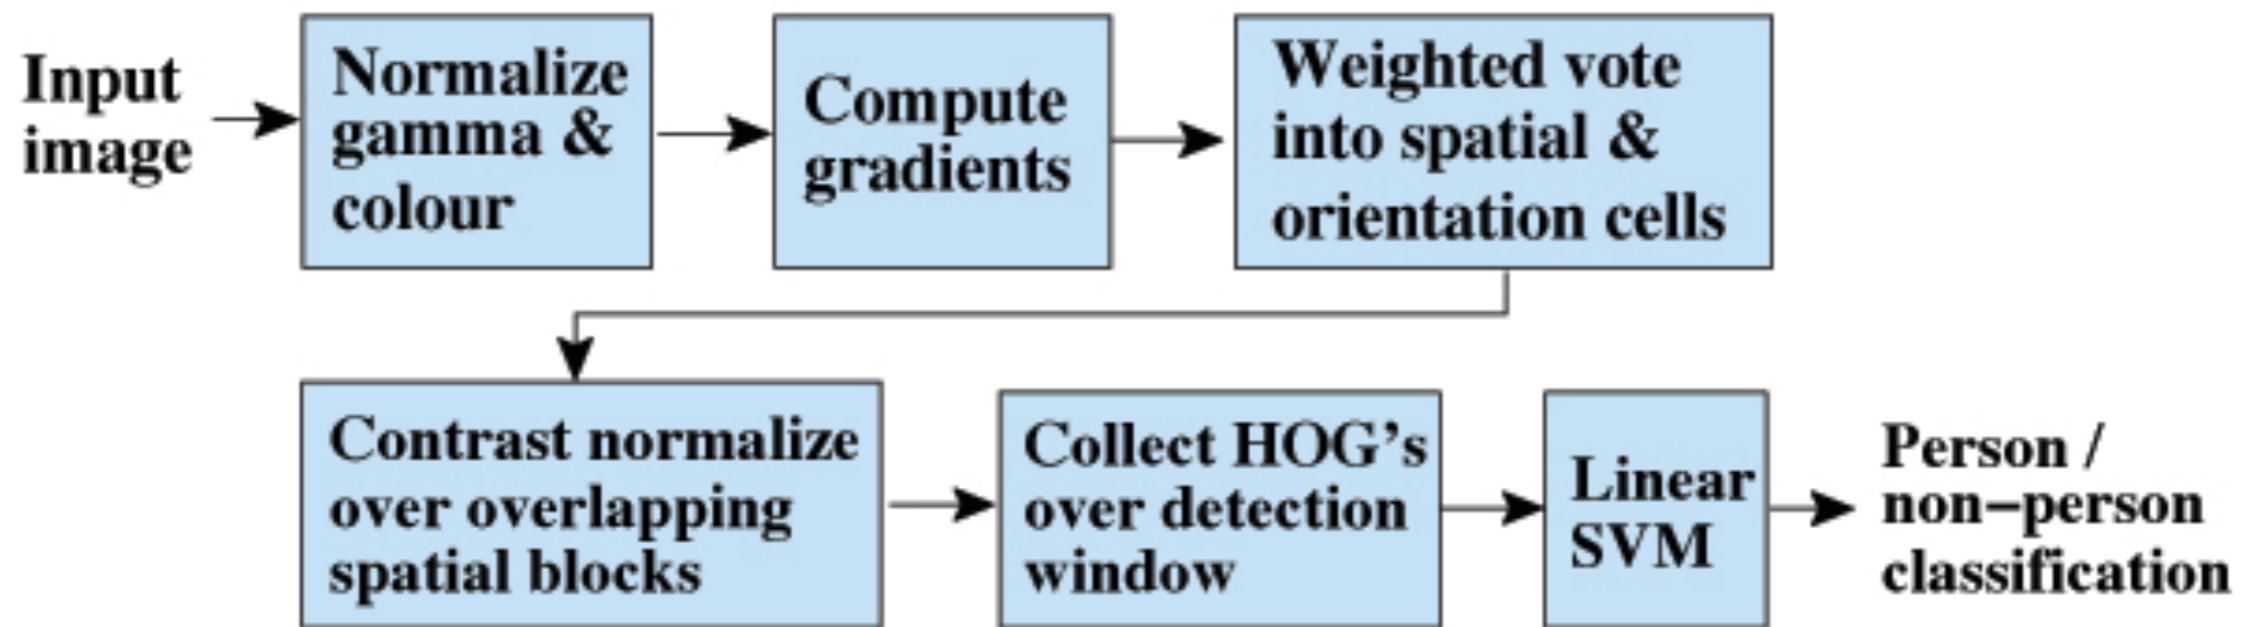 Input
image
Normalize
gamma &
colour
Compute
gradients
Weighted vote
into spatial &
orientation cells
Contrast normalize
over overlapping
spatial blocks
Collect HOG's
over detection
window
Linear
SVM
Person /
non–person
classification